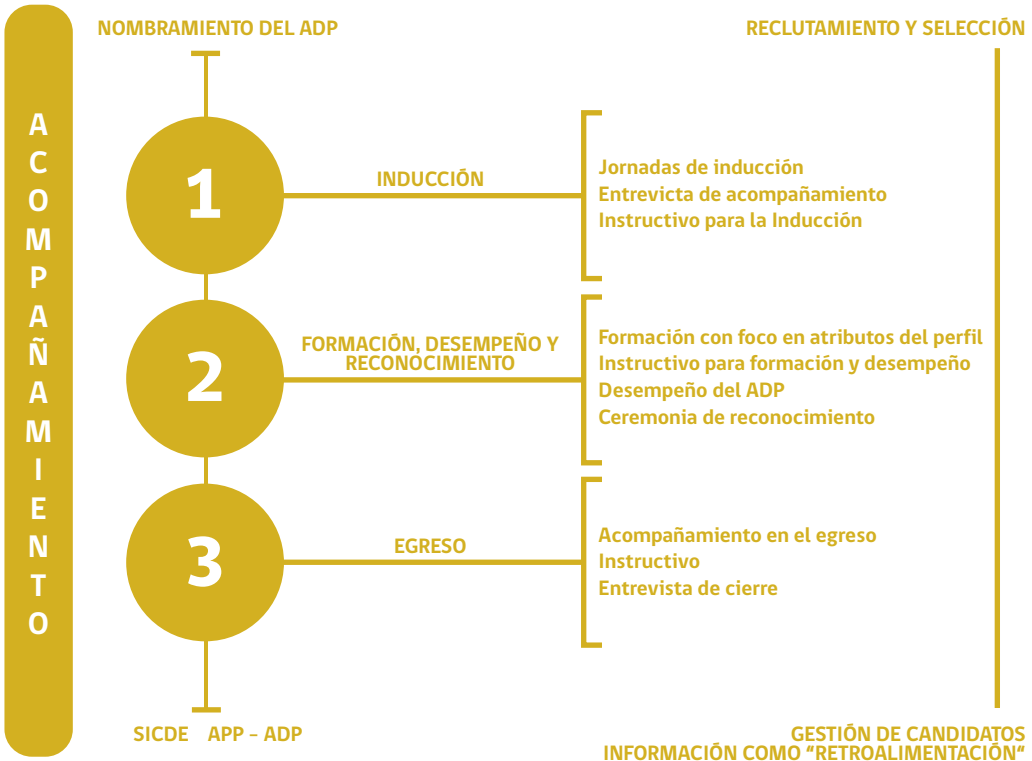 ACOMPAÑAMIENTO
NOMBRAMIENTO DEL ADP
RECLUTAMIENTO Y SELECCIÓN
1
INDUCCIÓN
Jornadas de inducción
Entrevicta de acompañamiento
Instructivo para la Inducción
2
FORMACIÓN, DESEMPEÑO Y
RECONOCIMIENTO
Formación con foco en atributos del perfil
Instructivo para formación y desempeño
Desempeño del ADP
Ceremonia de reconocimiento
3
EGRESO
Acompañamiento en el egreso
Instructivo
Entrevista de cierre
SICDE APP – ADP
GESTIÓN DE CANDIDATOS
INFORMACIÓN COMO “RETROALIMENTACIÓN“